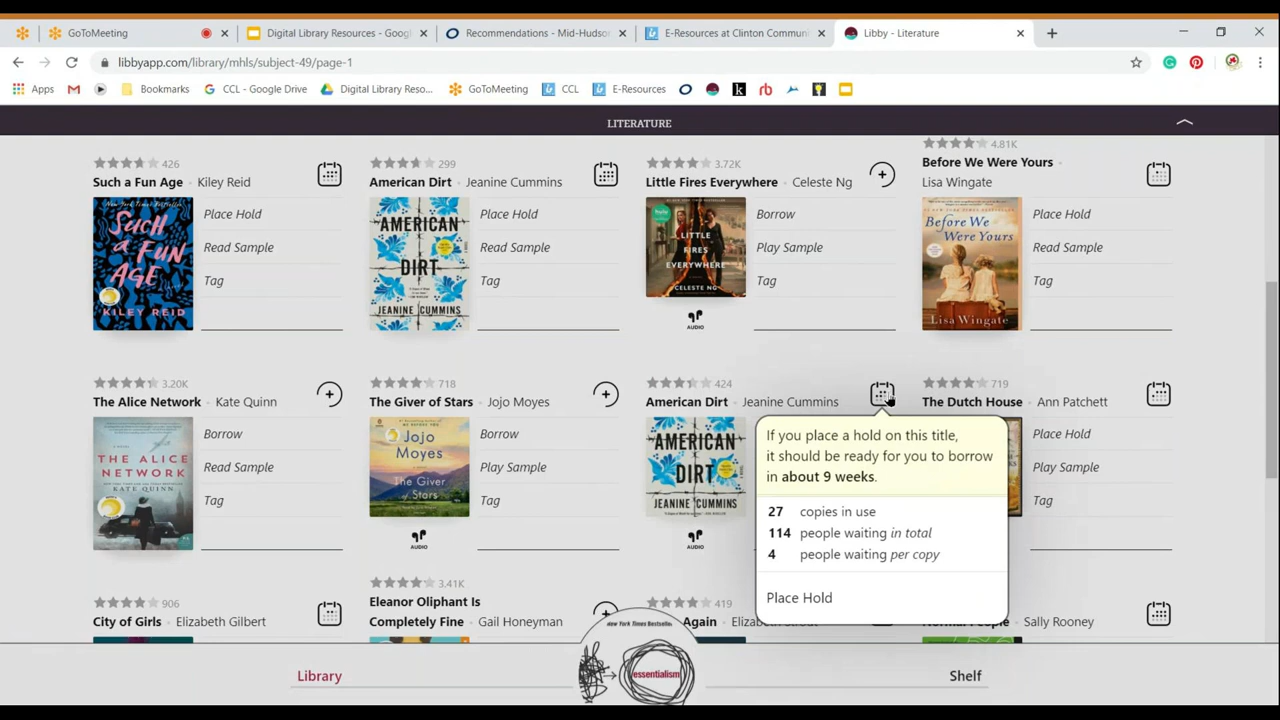 GoToMeeting
Digital Library Resources - Googl
Recommendations - Mid-Hudson
E-Resources at Clinton Communi
Libby - Literature
libbyapp.com/library/mhls/subject-49/page-1
Apps
Bookmarks
CCL - Google Drive
Digital Library Reso...
GoToMeeting
CCL
E-Resources
LITERATURE
426
Such a Fun Age · Kiley Reid
Place Hold
Read Sample
Tag
Such a FUN AGE
KILEY REID
299
American Dirt · Jeanine Cummins
Place Hold
Read Sample
Tag
AMERICAN
DIRT
JEANINE CUMMINS
3.72K
Little Fires Everywhere · Celeste Ng
Borrow
Play Sample
Tag
LITTLE
FIRES
EVERYWHERE
CELESTE NG
AUDIO
4.81K
Before We Were Yours ·
Lisa Wingate
Place Hold
Read Sample
Tag
Before We
Were Yours
Lisa Wingate
3.20K
The Alice Network · Kate Quinn
Borrow
Read Sample
Tag
THE ALICE
NETWORK
KATE QUINN
718
The Giver of Stars · Jojo Moyes
Borrow
Play Sample
Tag
Jojo
Moyes
The Giver
of Stars
AUDIO
424
American Dirt · Jeanine Cummins
AMERICAN
DIRT
JEANINE CUMMINS
AUDIO
If you place a hold on this title,
it should be ready for you to borrow
in about 9 weeks.
27 copies in use
114 people waiting in total
4 people waiting per copy
Place Hold
719
The Dutch House · Ann Patchett
Place Hold
Play Sample
Tag
906
City of Girls · Elizabeth Gilbert
3.41K
Eleanor Oliphant Is
Completely Fine · Gail Honeyman
419
Again · Elizabeth Strout
Normal People · Sally Rooney
Library
New York Times Bestseller
essentialism
Shelf